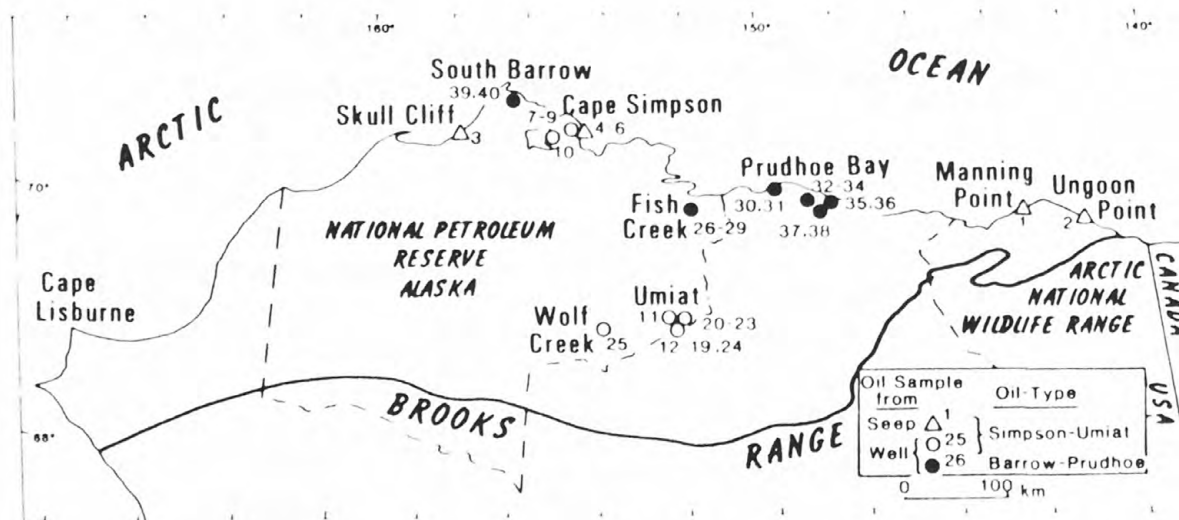 160°
150°
140°
ARCTIC
OCEAN
South Barrow
39.40
Cape Simpson
7-9
4-6
10
Skull Cliff
3
70°
Prudhoe Bay
32-34
30.31
35.36
37.38
Manning
Point
1
Ungoon
Point
2
Fish
Creek 26-29
NATIONAL PETROLEUM
RESERVE
ALASKA
Cape
Lisburne
Umiat
11
20-23
12 19.24
Wolf
Creek 25
ARCTIC
NATIONAL
WILDLIFE RANGE
CANADA
USA
68°
BROOKS
RANGE
Oil Sample
from
Oil-Type
Seep 1
Well 25
26
Simpson-Umiat
Barrow-Prudhoe
0 100 km